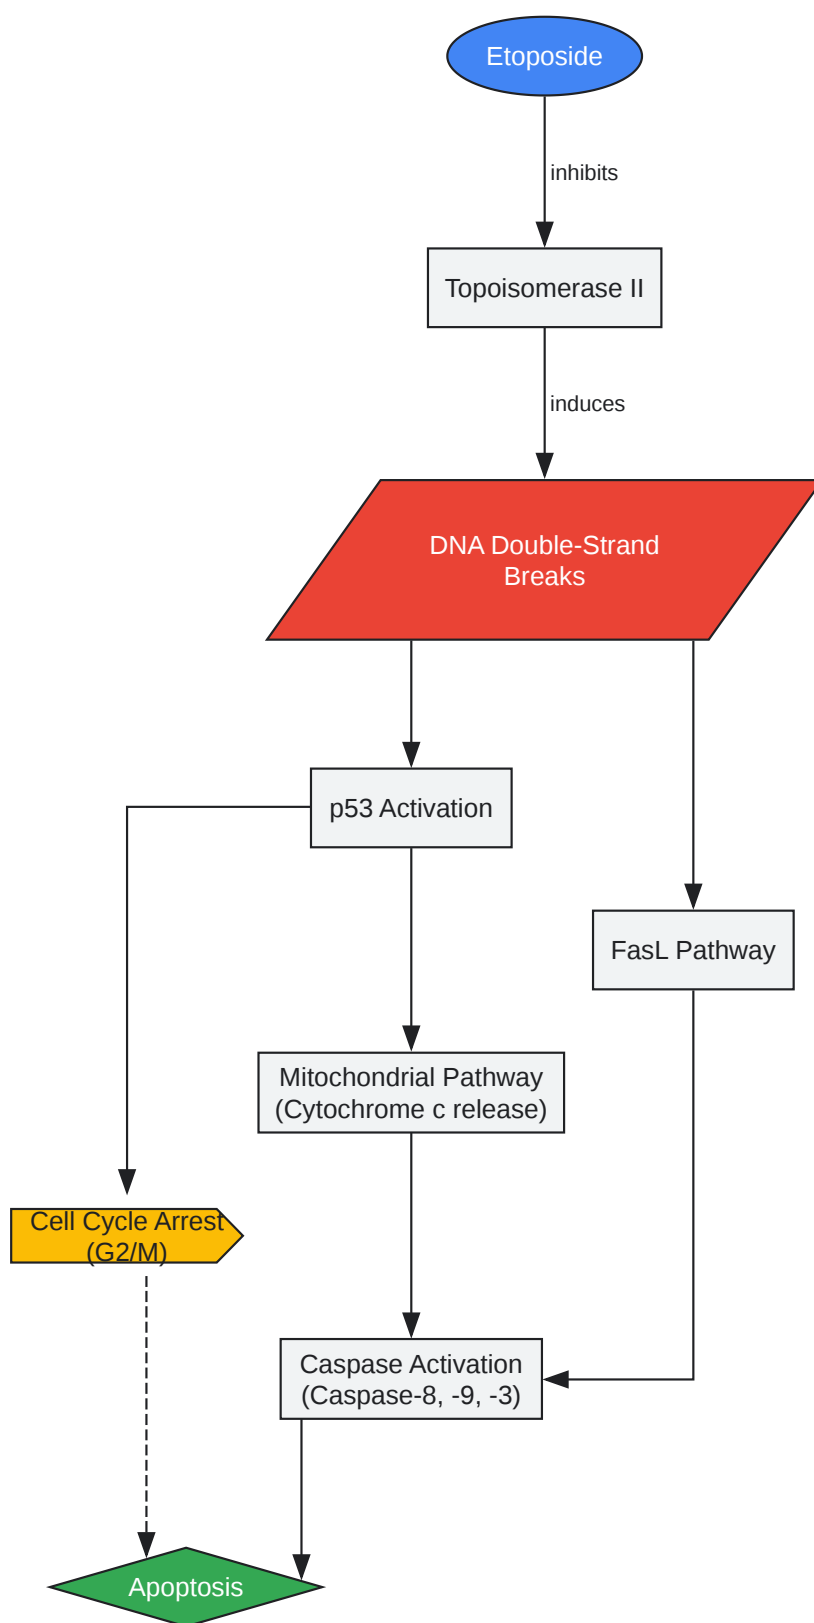 Etoposide
inhibits
Topoisomerase II
induces
DNA Double-Strand
Breaks
p53 Activation
FasL Pathway
Mitochondrial Pathway
(Cytochrome c release)
Cell Cycle Arrest
(G2/M)
Caspase Activation
(Caspase-8, -9, -3)
Apoptosis